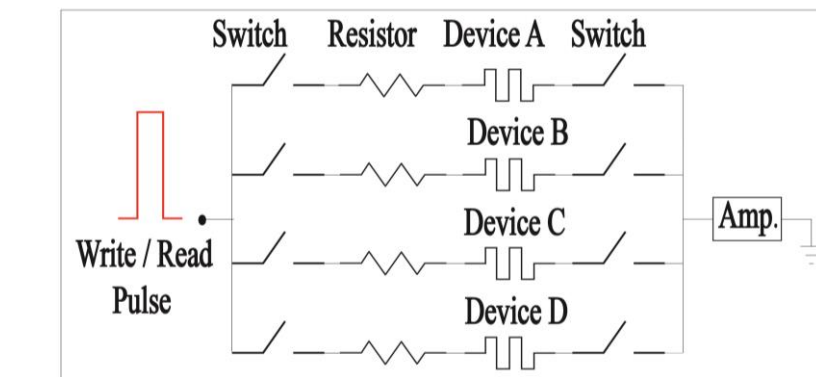 Switch Resistor Device A Switch
Device B
Device C
Amp.
Write / Read
Pulse
Device D